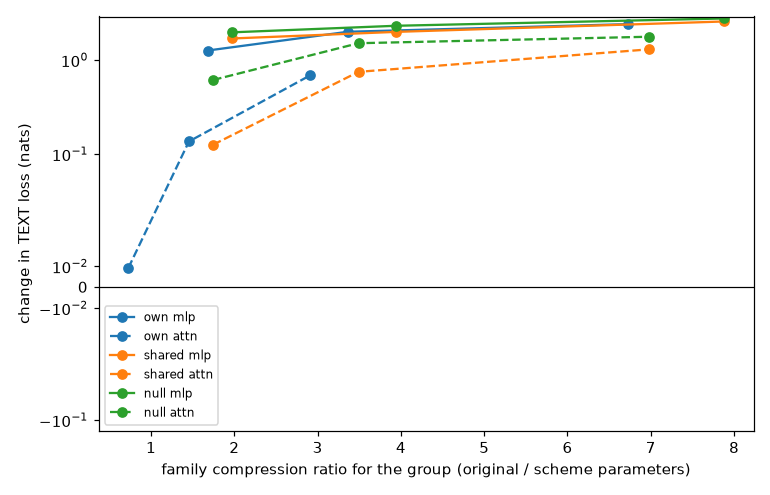 change in TEXT loss (nats)
10⁰
10⁻¹
10⁻²
0
−10⁻²
−10⁻¹
own mlp
own attn
shared mlp
shared attn
null mlp
null attn
1 2 3 4 5 6 7 8
family compression ratio for the group (original / scheme parameters)